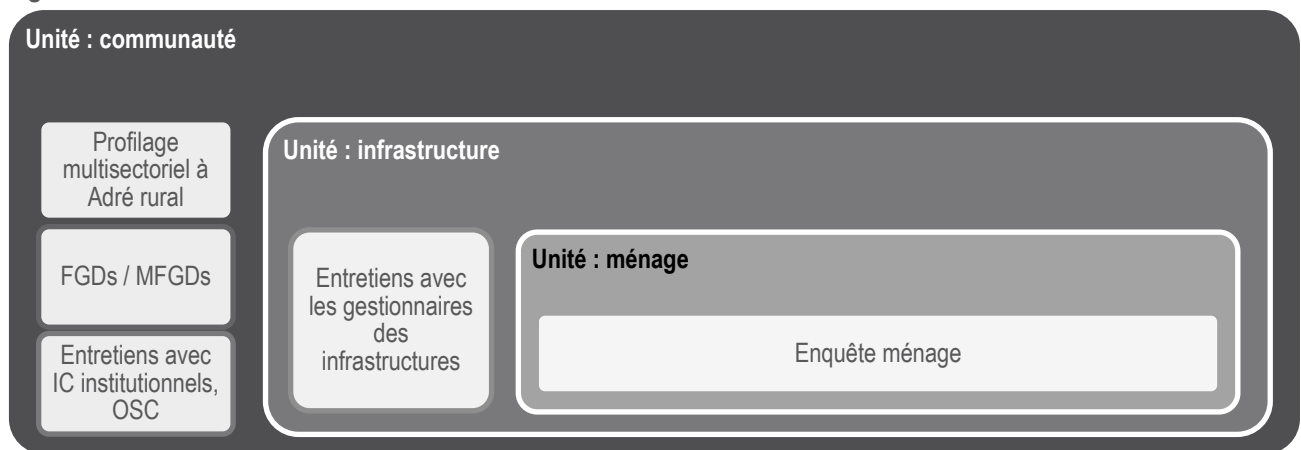 Unité : communauté
Profilage
multisectoriel à
Adré rural
FGDs / MFGDs
Entretiens avec
IC institutionnels,
OSC
Unité : infrastructure
Entretiens avec
les gestionnaires
des
infrastructures
Unité : ménage
Enquête ménage